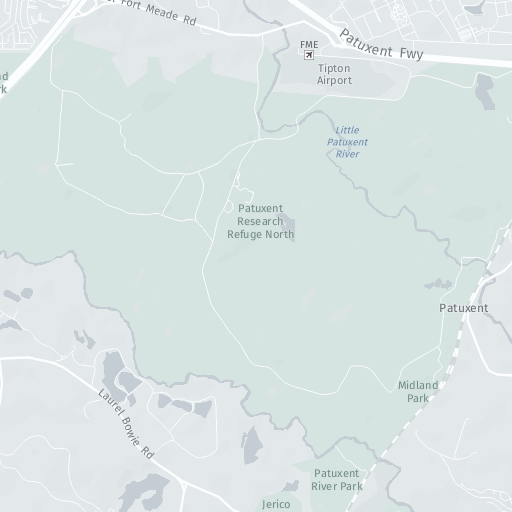 Fort Meade Rd
Patuxent Fwy
FME
Tipton
Airport
Little
Patuxent
River
Patuxent
Research
Refuge North
Patuxent
Midland
Park
Laurel Bowie Rd
Patuxent
River Park
Jerico